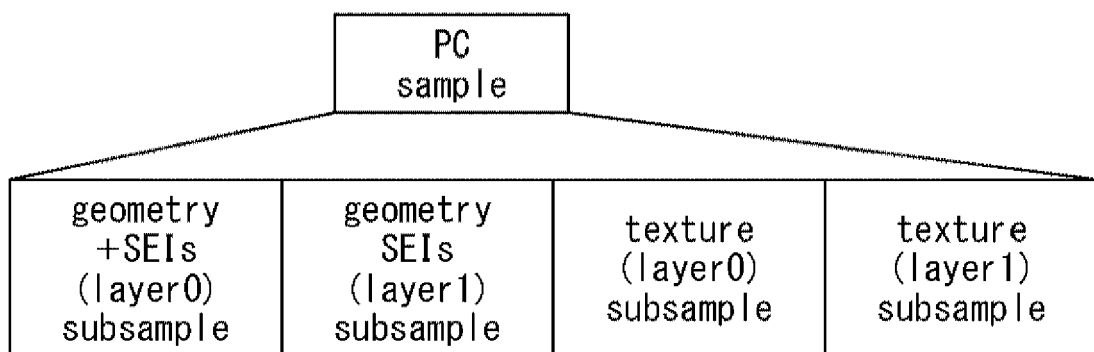 PC
sample
geometry
+SEIs
(layer0)
subsample
geometry
SEIs
(layer1)
subsample
texture
(layer0)
subsample
texture
(layer1)
subsample